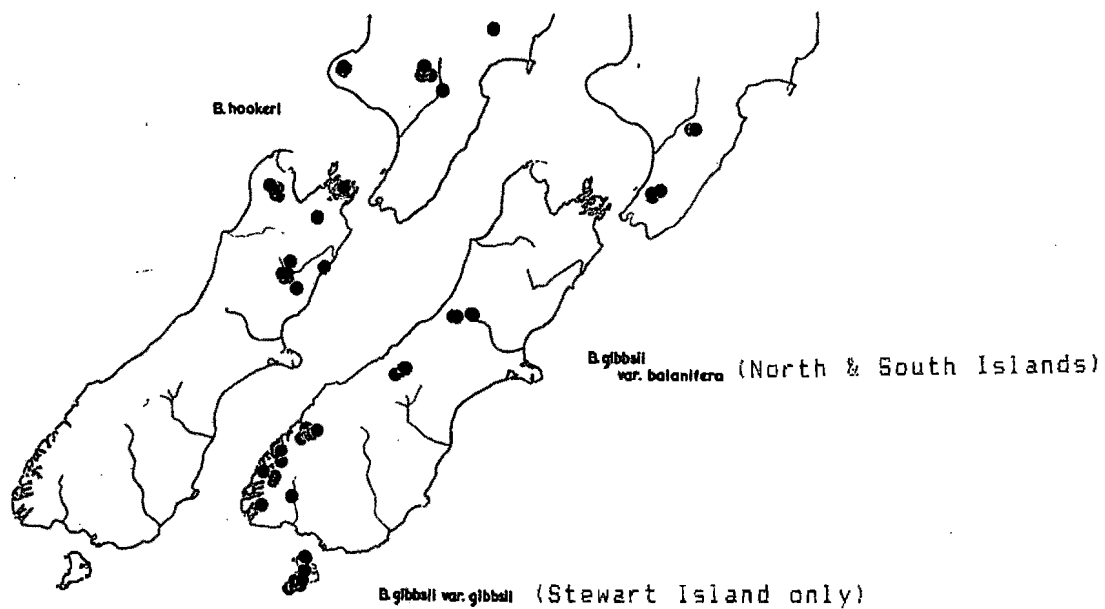 B. hookeri
B. gibbsii
var. balanifera (North & South Islands)
B. gibbsii var. gibbsii (Stewart Island only)